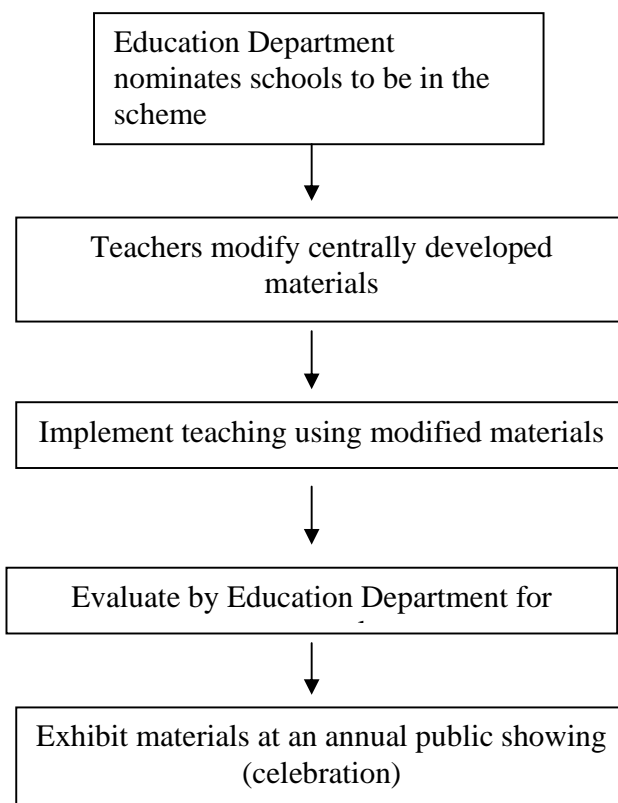 Education Department
nominates schools to be in the
scheme
Teachers modify centrally developed
materials
Implement teaching using modified materials
Evaluate by Education Department for
Exhibit materials at an annual public showing
(celebration)